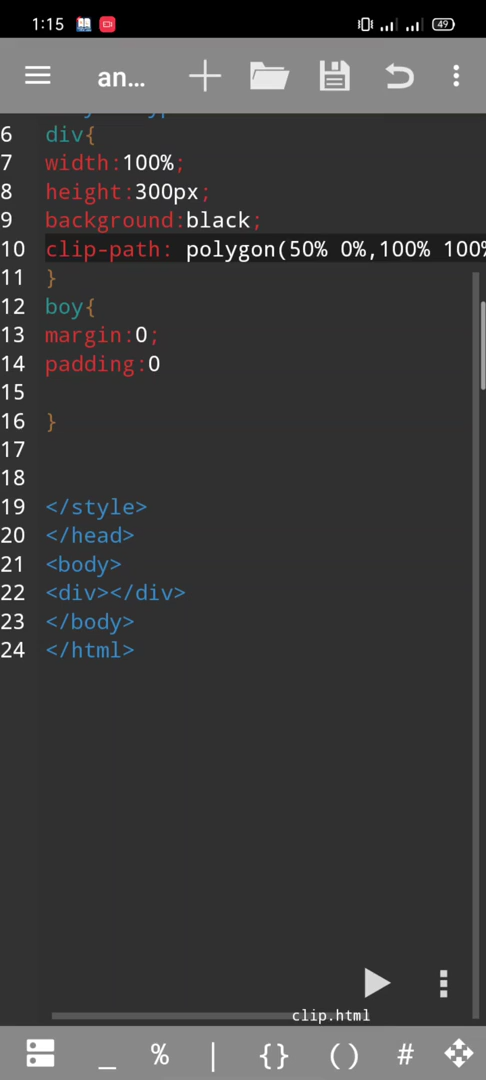 1:15
49
an...
6 div{
7 width:100%;
8 height:300px;
9 background:black;
10 clip-path: polygon(50% 0%,100% 100%
11 }
12 boy{
13 margin:0;
14 padding:0
15
16 }
17
18
19 </style>
20 </head>
21 <body>
22 <div></div>
23 </body>
24 </html>
clip.html
_ % | {} () #